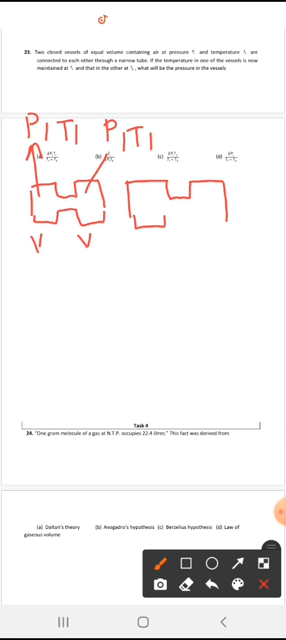 23. Two closed vessels of equal volume containing air at pressure P₁ and temperature T₁ are
connected to each other through a narrow tube. If the temperature in one of the vessels is now
maintained at T₁ and that in the other at T₂, what will be the pressure in the vessels
P₁T₁ P₁T₁
(a) (b) (c) (d)
V V
Task 4
24. "One gram molecule of a gas at N.T.P. occupies 22.4 litres." This fact was derived from
(a) Dalton's theory (b) Avogadro's hypothesis (c) Berzelius hypothesis (d) Law of
gaseous volume